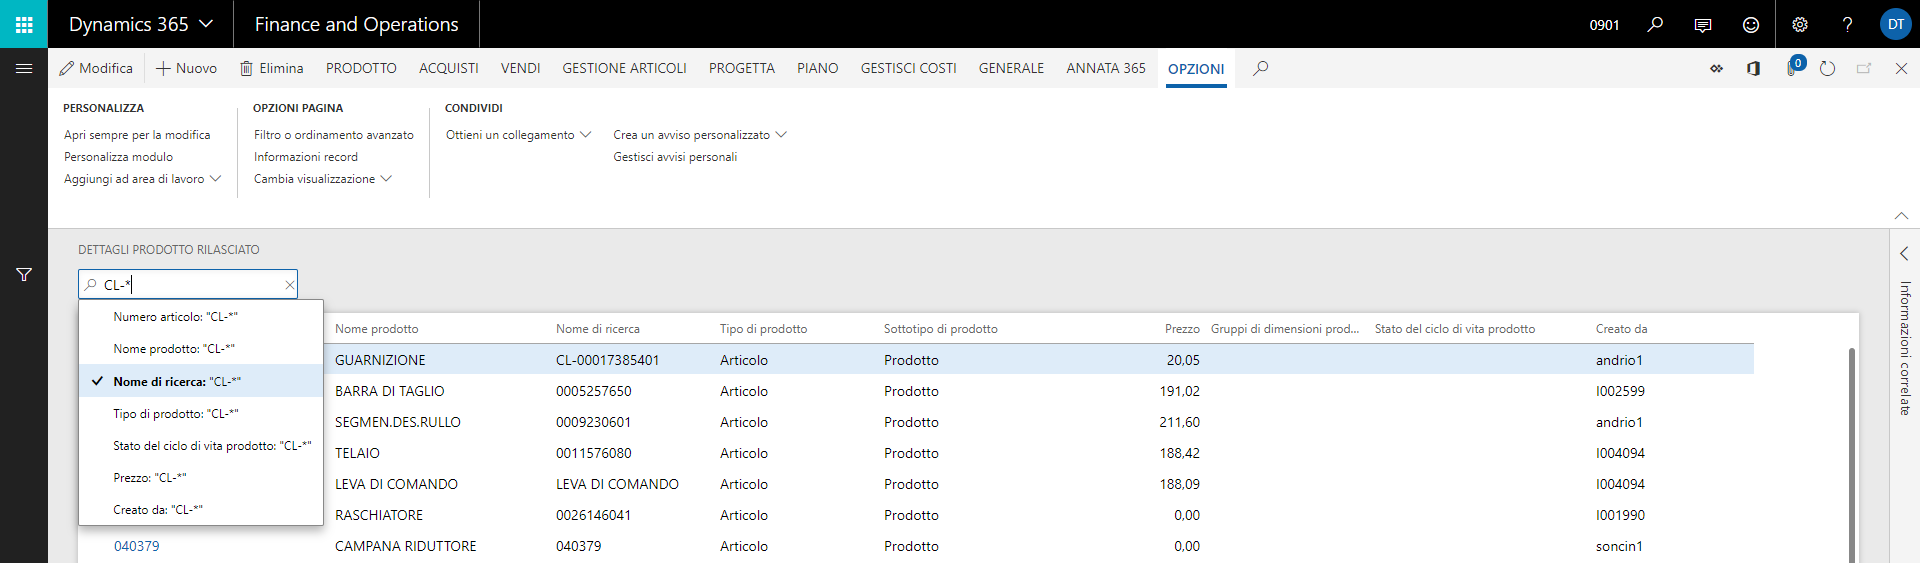 Dynamics 365 Finance and Operations 0901 ? DT
Modifica Nuovo Elimina PRODOTTO ACQUISTI VENDI GESTIONE ARTICOLI PROGETTA PIANO GESTISCI COSTI GENERALE ANNATA 365 OPZIONI 0
PERSONALIZZA OPZIONI PAGINA CONDIVIDI
Apri sempre per la modifica Filtro o ordinamento avanzato Ottieni un collegamento Crea un avviso personalizzato
Personalizza modulo Informazioni record Gestisci avvisi personali
Aggiungi ad area di lavoro Cambia visualizzazione
DETTAGLI PRODOTTO RILASCIATO
CL-*
Numero articolo: "CL-*"
Nome prodotto: "CL-*"
Nome di ricerca: "CL-*"
Tipo di prodotto: "CL-*"
Stato del ciclo di vita prodotto: "CL-*"
Prezzo: "CL-*"
Creato da: "CL-*"
Nome prodotto Nome di ricerca Tipo di prodotto Sottotipo di prodotto Prezzo Gruppi di dimensioni prod... Stato del ciclo di vita prodotto Creato da
GUARNIZIONE CL-00017385401 Articolo Prodotto 20,05 andrio1
BARRA DI TAGLIO 0005257650 Articolo Prodotto 191,02 I002599
SEGMEN.DES.RULLO 0009230601 Articolo Prodotto 211,60 andrio1
TELAIO 0011576080 Articolo Prodotto 188,42 I004094
LEVA DI COMANDO LEVA DI COMANDO Articolo Prodotto 188,09 I004094
RASCHIATORE 0026146041 Articolo Prodotto 0,00 I001990
040379 CAMPANA RIDUTTORE 040379 Articolo Prodotto 0,00 soncin1
Informazioni correlate